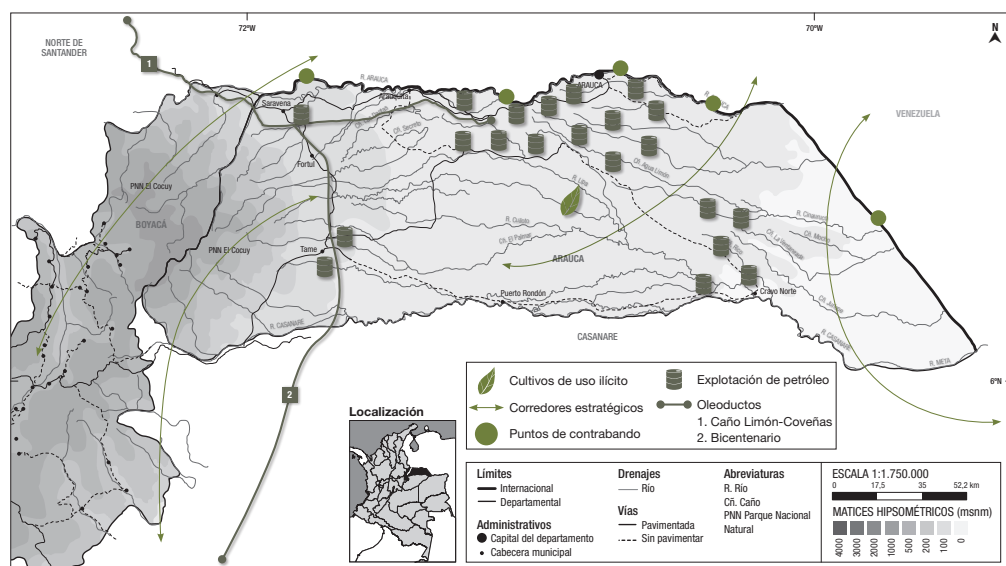 72°W
70°W
N
NORTE DE
SANTANDER
1
R. ARAUCA
ARAUCA
Arauquita
Saravena
VENEZUELA
Fortul
Cñ. Agua Limón
PNN El Cocuy
R. Lipa
BOYACÁ
R. Cinaruco
R. Cusay
PNN El Cocuy
Cñ. El Palmar
Tame
ARAUCA
Puerto Rondón
Cravo Norte
R. CASANARE
CASANARE
R. CASANARE
R. META
6°N
2
Cultivos de uso ilícito
Explotación de petróleo
Corredores estratégicos
Oleoductos
1. Caño Limón-Coveñas
2. Bicentenario
Puntos de contrabando
Localización
Límites
Internacional
Departamental
Administrativos
Capital del departamento
Cabecera municipal
Drenajes
Río
Vías
Pavimentada
Sin pavimentar
Abreviaturas
R. Río
Cñ. Caño
PNN Parque Nacional
Natural
ESCALA 1:1.750.000
0 17,5 35 52,2 km
MATICES HIPSOMÉTRICOS (msnm)
4000 3000 2000 1000 500 200 100 0